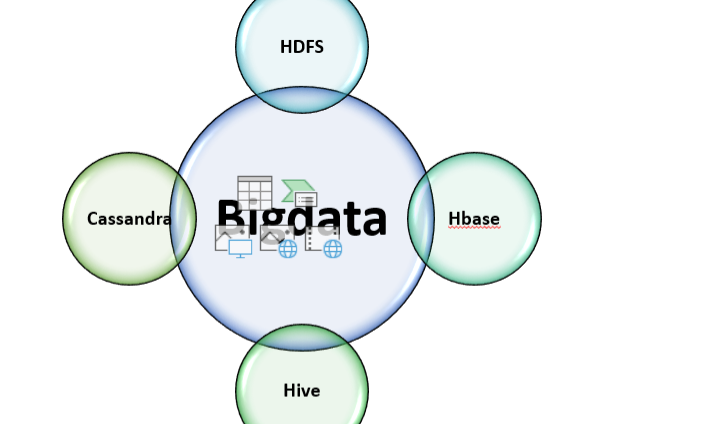 HDFS
Cassandra
Bigdata
Hbase
Hive